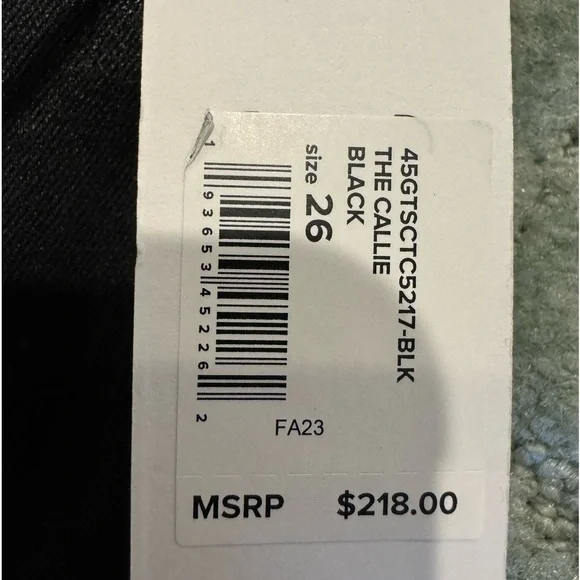 45GTSCTC5217-BLK
THE CALLIE
BLACK
size 26
1 93653 45226 2
FA23
MSRP $218.00